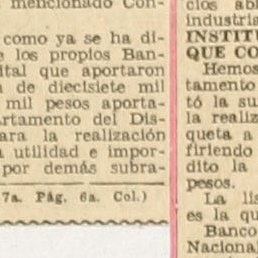 mencionado Con-
como ya se ha di-
los propios Ban-
ital que aportaron
de diecisiete mil
mil pesos aporta-
artamento del Dis-
ara la realización
utilidad e impor-
por demás subra-
7a. Pág. 6a. Col.)
cios
industria
INSTITU
QUE CO
Hemos
tamento
tó la su
la realiz
queta a
firiendo
dito la
pesos.
La lis
es la qu
Banco
Nacional